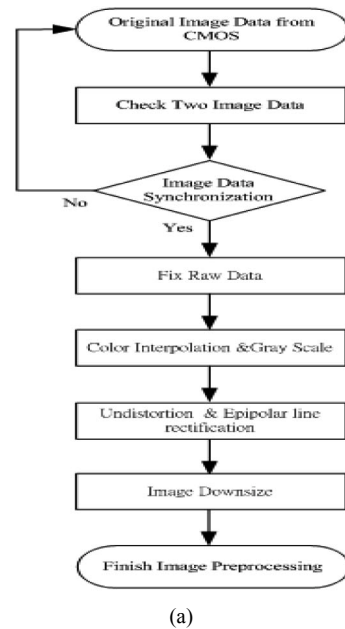 Original Image Data from
CMOS
Check Two Image Data
Image Data
Synchronization
No
Yes
Fix Raw Data
Color Interpolation &Gray Scale
Undistortion & Epipolar line
rectification
Image Downsize
Finish Image Preprocessing
(a)